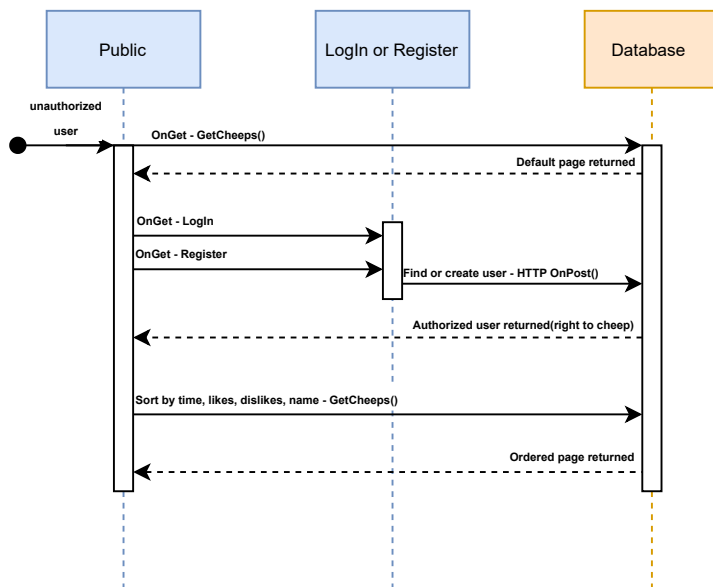 Public
LogIn or Register
Database
unauthorized
user
OnGet - GetCheeps()
Default page returned
OnGet - LogIn
OnGet - Register
Find or create user - HTTP OnPost()
Authorized user returned(right to cheep)
Sort by time, likes, dislikes, name - GetCheeps()
Ordered page returned